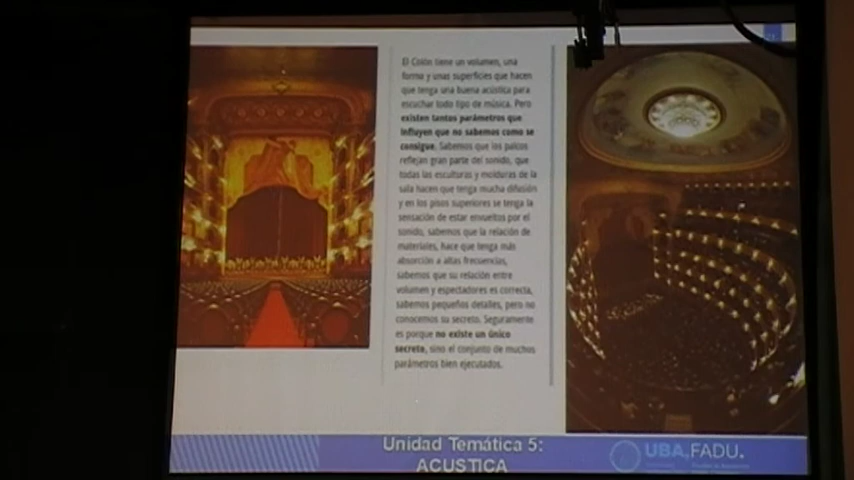 El Colón tiene un volumen, una
forma y unas superficies que hacen
que tenga una buena acústica para
escuchar todo tipo de música. Pero
existen tantos parámetros que
influyen que no sabemos como se
consigue. Sabemos que los palcos
reflejan gran parte del sonido, que
todas las esculturas y molduras de la
sala hacen que tenga mucha difusión
y en los pisos superiores se tenga la
sensación de estar envueltos por el
sonido, sabemos que la relación de
materiales, hace que tenga más
absorción a altas frecuencias,
sabemos que su relación entre
volumen y espectadores es correcta,
sabemos pequeños detalles, pero no
conocemos su secreto. Seguramente
es porque no existe un único
secreto, sino el conjunto de muchos
parámetros bien ejecutados.
Unidad Temática 5:
ACUSTICA
UBA.FADU.